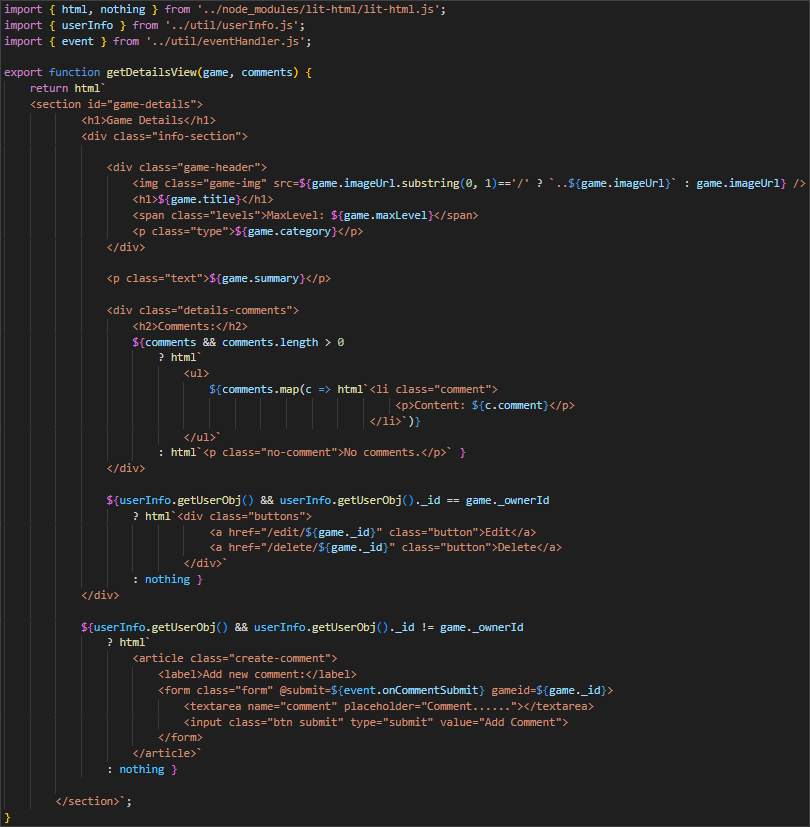 import { html, nothing } from '../node_modules/lit-html/lit-html.js';
import { userInfo } from '../util/userInfo.js';
import { event } from '../util/eventHandler.js';

export function getDetailsView(game, comments) {
    return html`
    <section id="game-details">
            <h1>Game Details</h1>
            <div class="info-section">

                <div class="game-header">
                    <img class="game-img" src=${game.imageUrl.substring(0, 1)=='/' ? `..${game.imageUrl}` : game.imageUrl} />
                    <h1>${game.title}</h1>
                    <span class="levels">MaxLevel: ${game.maxLevel}</span>
                    <p class="type">${game.category}</p>
                </div>

                <p class="text">${game.summary}</p>

                <div class="details-comments">
                    <h2>Comments:</h2>
                    ${comments && comments.length > 0
                        ? html`
                            <ul>
                                ${comments.map(c => html`<li class="comment">
                                                             <p>Content: ${c.comment}</p>
                                                         </li>`)}
                            </ul>`
                        : html`<p class="no-comment">No comments.</p>` }
                </div>

                ${userInfo.getUserObj() && userInfo.getUserObj()._id == game._ownerId
                    ? html`<div class="buttons">
                                <a href="/edit/${game._id}" class="button">Edit</a>
                                <a href="/delete/${game._id}" class="button">Delete</a>
                            </div>`
                    : nothing }
            </div>

            ${userInfo.getUserObj() && userInfo.getUserObj()._id != game._ownerId
                ? html`
                    <article class="create-comment">
                        <label>Add new comment:</label>
                        <form class="form" @submit=${event.onCommentSubmit} gameid=${game._id}>
                            <textarea name="comment" placeholder="Comment......"></textarea>
                            <input class="btn submit" type="submit" value="Add Comment">
                        </form>
                    </article>`
                : nothing }

        </section>`;
}